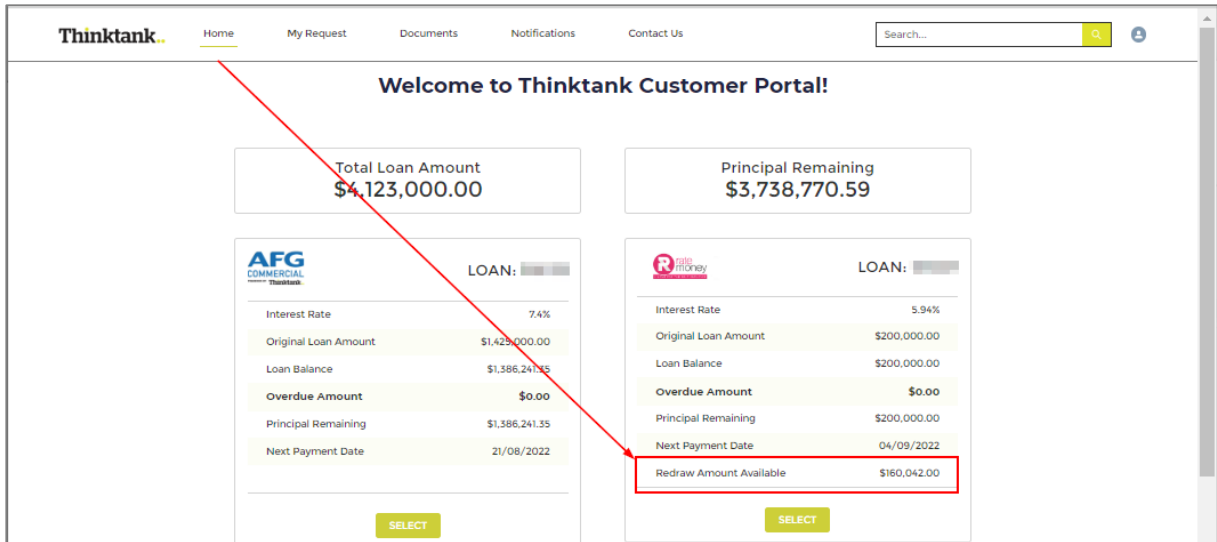 Thinktank.. Home My Request Documents Notifications Contact Us Search...
Welcome to Thinktank Customer Portal!
Total Loan Amount
$4,123,000.00
Principal Remaining
$3,738,770.59
AFG
COMMERCIAL
POWERED BY Thinktank..
LOAN:
Interest Rate 7.4%
Original Loan Amount $1,425,000.00
Loan Balance $1,386,241.35
Overdue Amount $0.00
Principal Remaining $1,386,241.35
Next Payment Date 21/08/2022
SELECT
R rate money
LOAN:
Interest Rate 5.94%
Original Loan Amount $200,000.00
Loan Balance $200,000.00
Overdue Amount $0.00
Principal Remaining $200,000.00
Next Payment Date 04/09/2022
Redraw Amount Available $160,042.00
SELECT